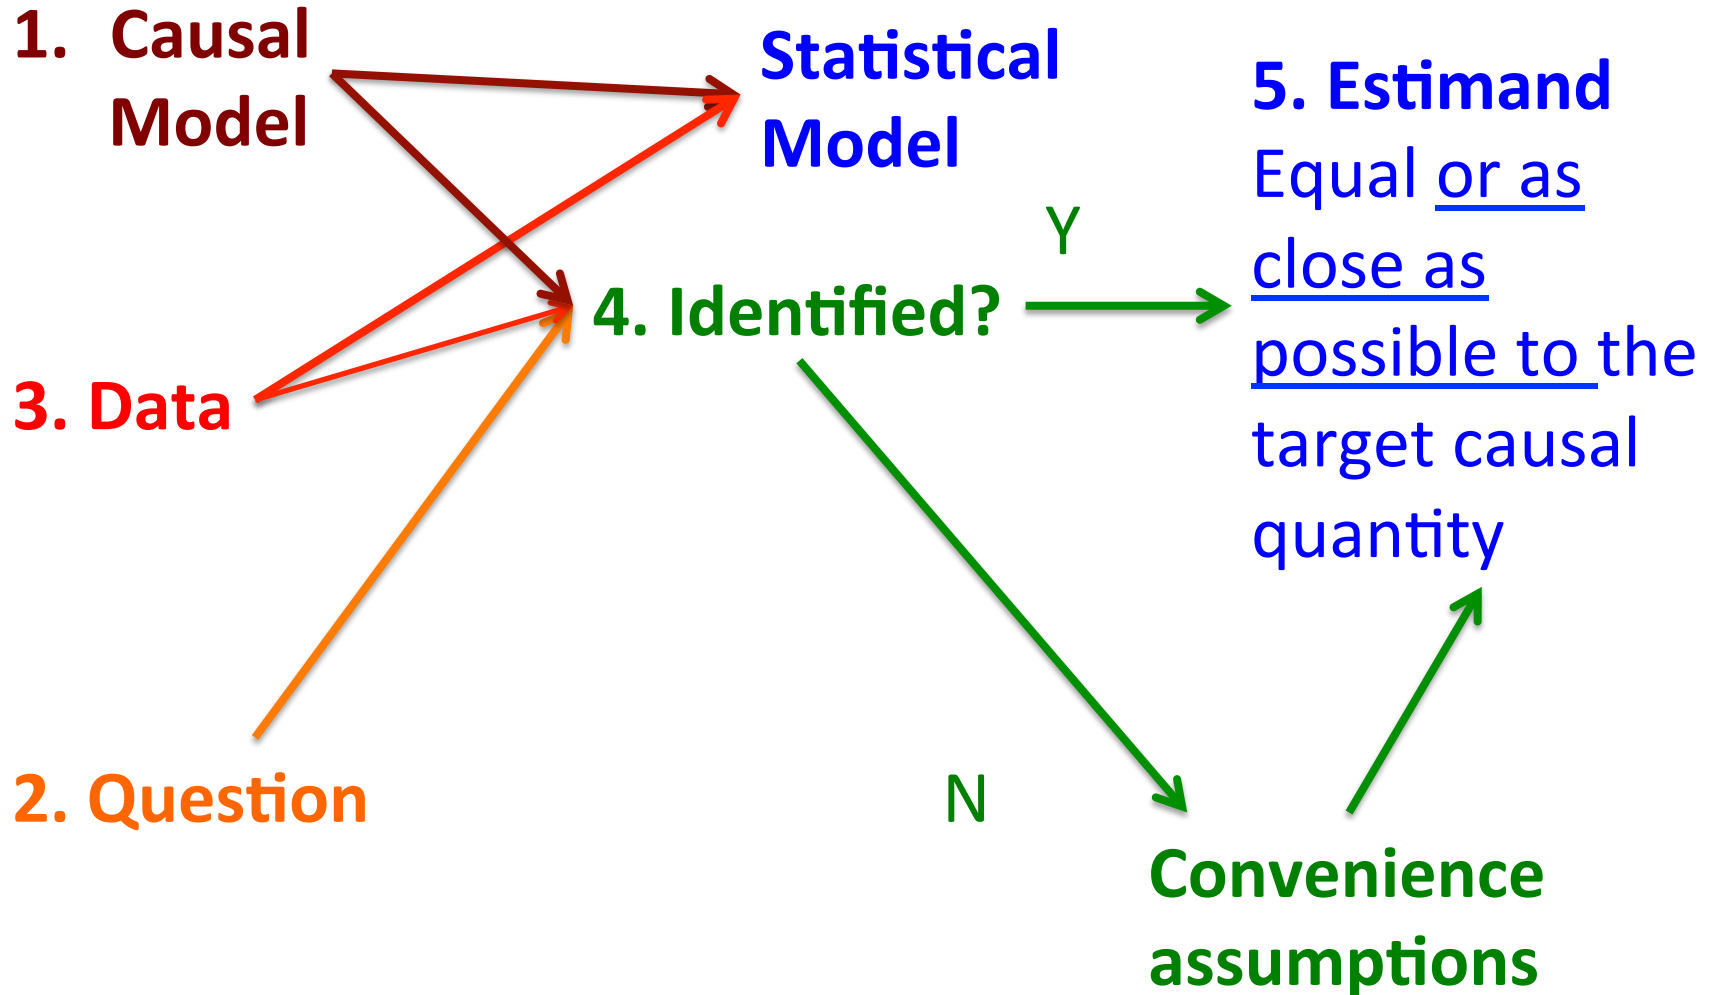 1. Causal
Model
Statistical
Model
5. Estimand
Equal or as
close as
possible to the
target causal
quantity
Y
4. Identified?
3. Data
2. Question
N
Convenience
assumptions